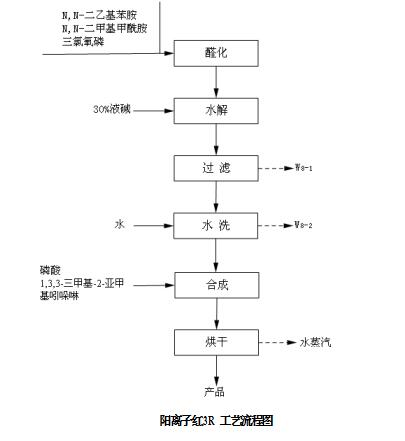 N,N-二乙基苯胺
N,N-二甲基甲酰胺
三氯氧磷
醛化
30%液碱
水解
过 滤
W8-1
水
水 洗
W8-2
磷酸
1,3,3-三甲基-2-亚甲
基吲哚啉
合成
烘干
水蒸汽
产品
阳离子红3R 工艺流程图